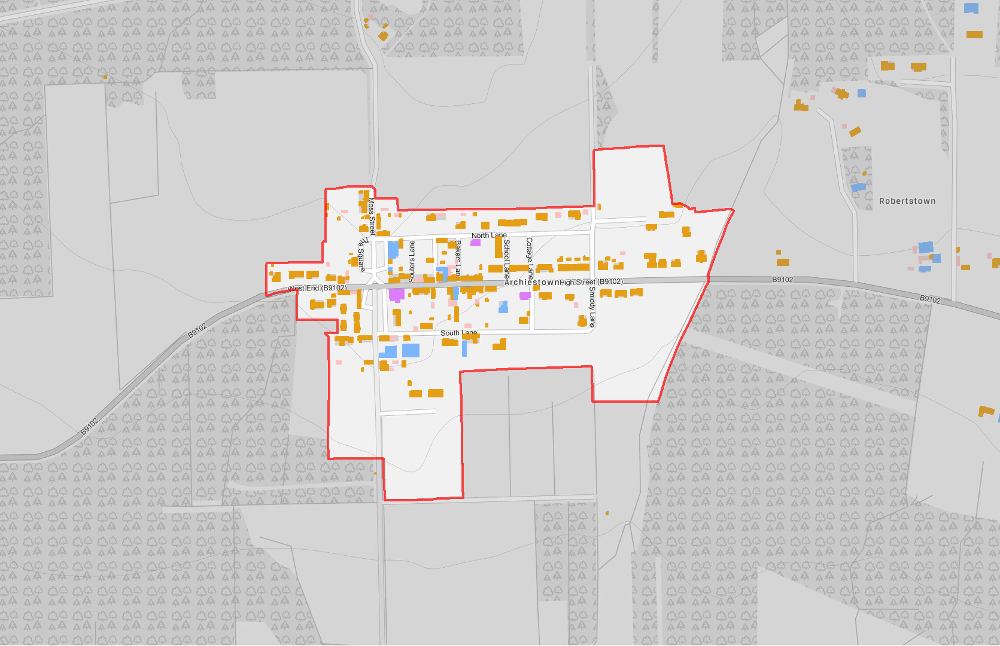 Robertstown
Moss Street
North Lane
The Square
Souters Lane
Bakers Lane
School Lane
Cottage Lane
Archiestown
High Street (B9102)
B9102
West End (B9102)
B9102
Smiddy Lane
B9102
South Lane
B9102